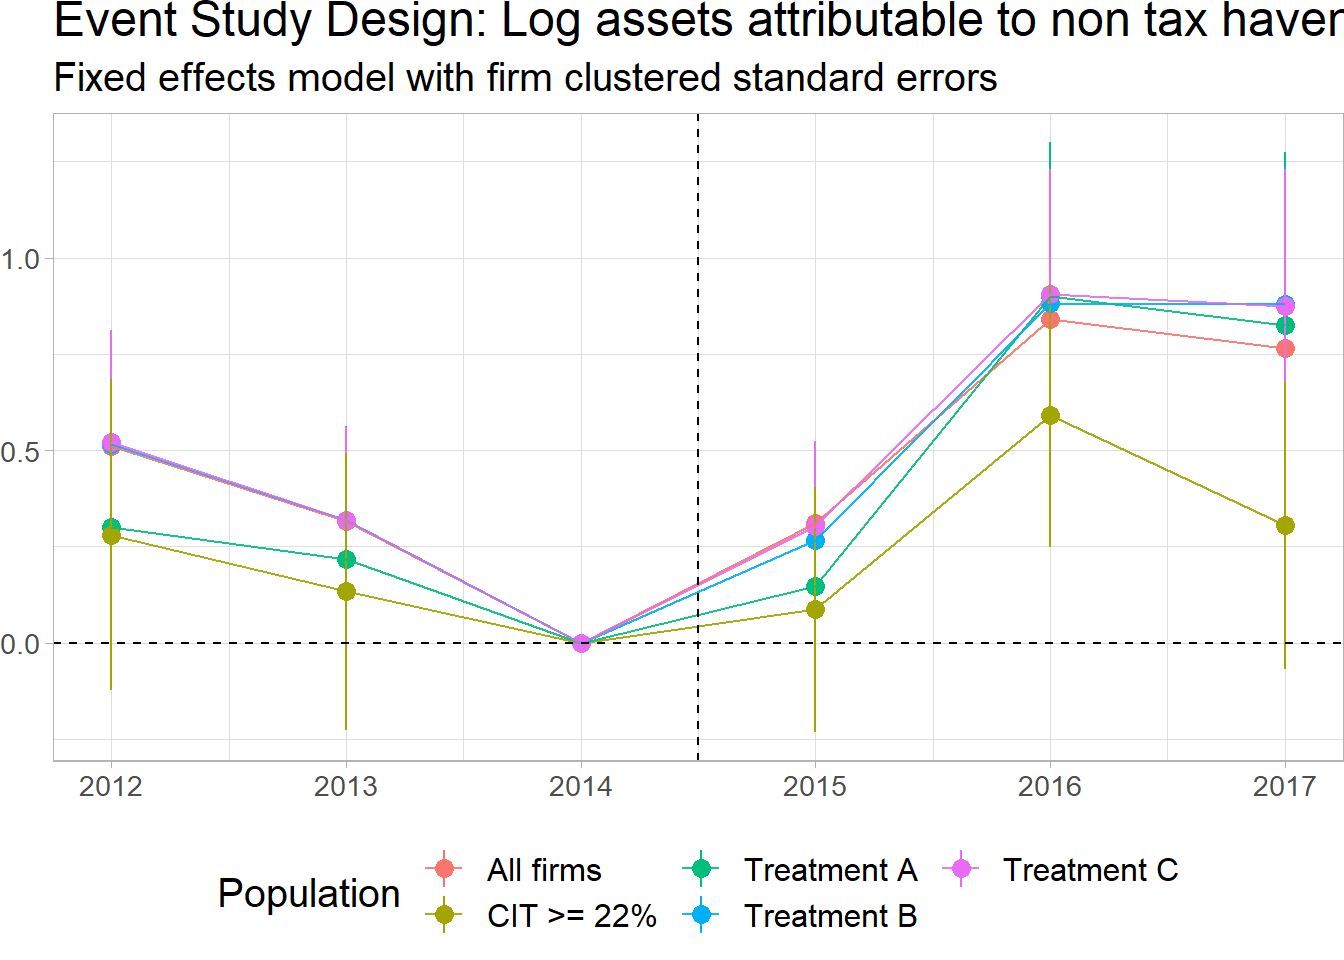 Event Study Design: Log assets attributable to non tax haven
Fixed effects model with firm clustered standard errors
1.0
0.5
0.0
2012 2013 2014 2015 2016 2017
Population
All firms Treatment A Treatment C
CIT >= 22% Treatment B